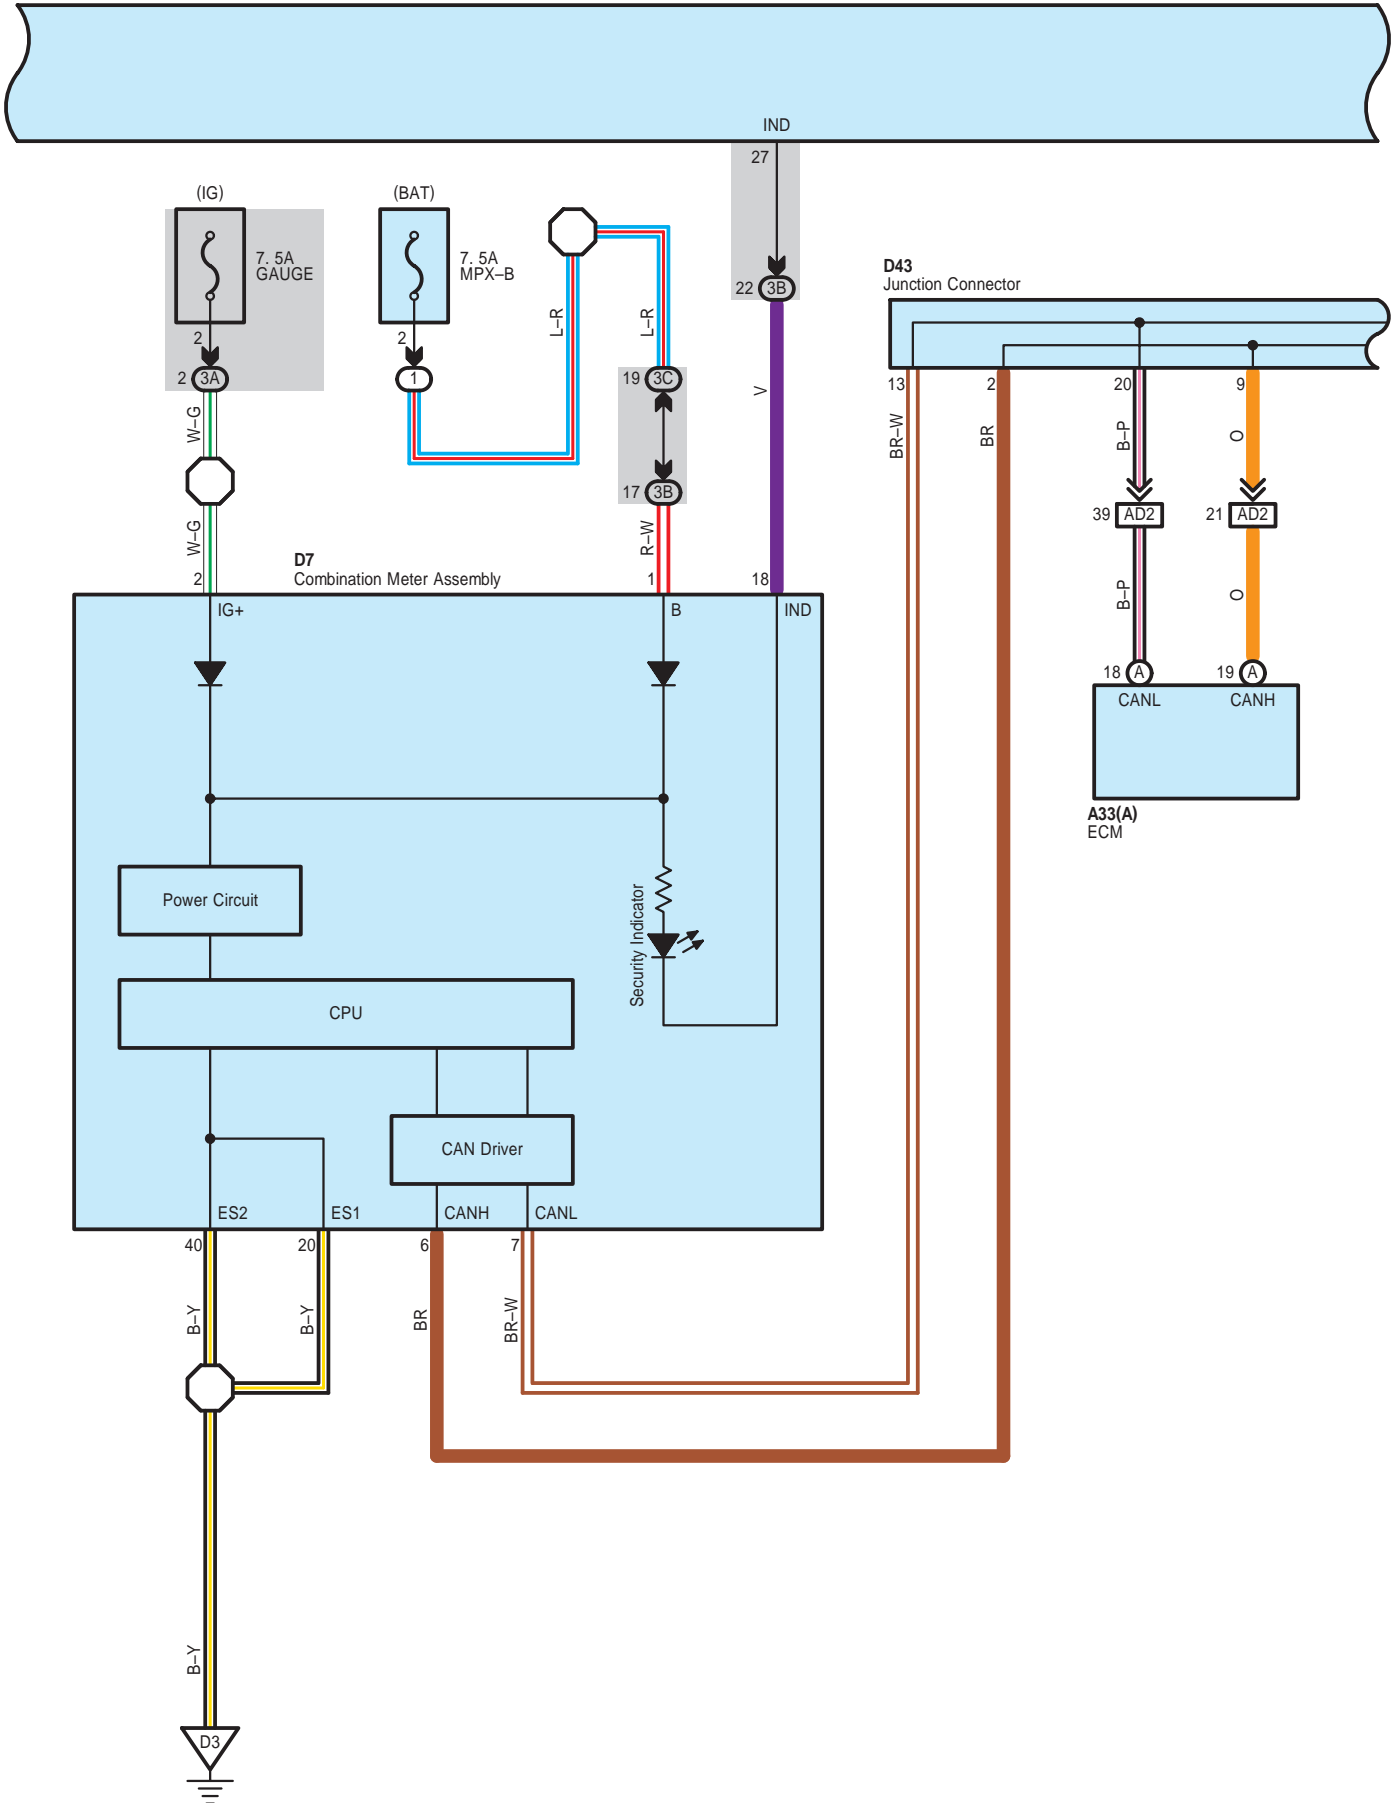 IND
27
(IG)
(BAT)
7. 5A
GAUGE
7. 5A
MPX–B
2
2
2 3A
1
L–R
L–R
19 3C
17 3B
22 3B
V
W–G
W–G
R–W
D43
Junction Connector
13
2
20
9
BR–W
BR
B–P
O
39 AD2
21 AD2
B–P
O
18 A
19 A
CANL
CANH
A33(A)
ECM
D7
Combination Meter Assembly
2
1
18
IG+
B
IND
Power Circuit
Security Indicator
CPU
CAN Driver
ES2
ES1
CANH
CANL
40
20
6
7
B–Y
B–Y
BR
BR–W
B–Y
D3